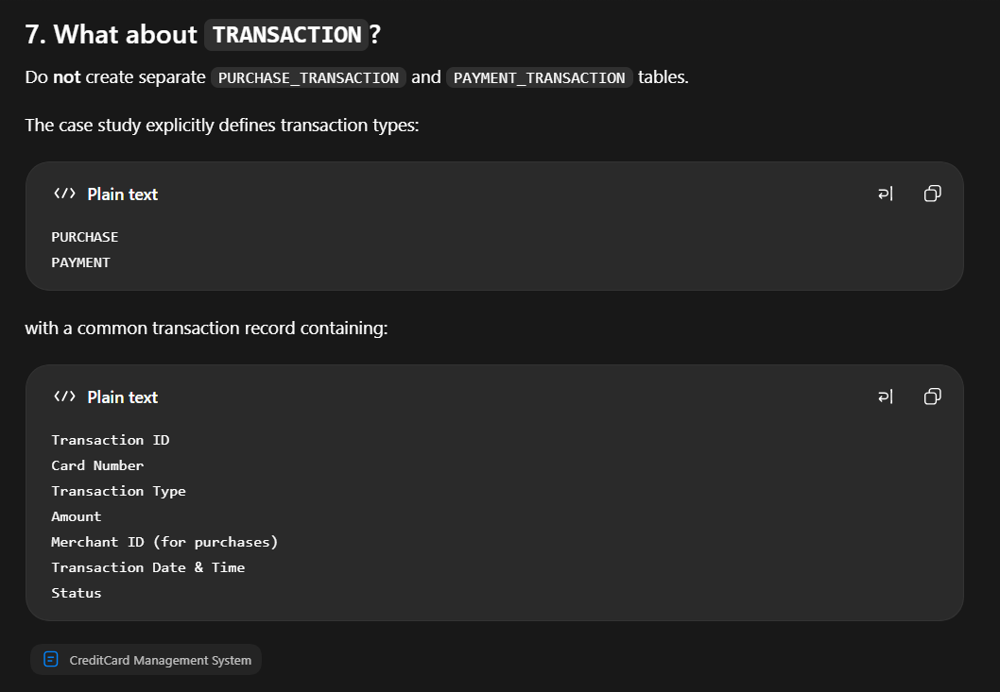 7. What about TRANSACTION?
Do not create separate PURCHASE_TRANSACTION and PAYMENT_TRANSACTION tables.
The case study explicitly defines transaction types:
Plain text
PURCHASE
PAYMENT
with a common transaction record containing:
Plain text
Transaction ID
Card Number
Transaction Type
Amount
Merchant ID (for purchases)
Transaction Date & Time
Status
CreditCard Management System